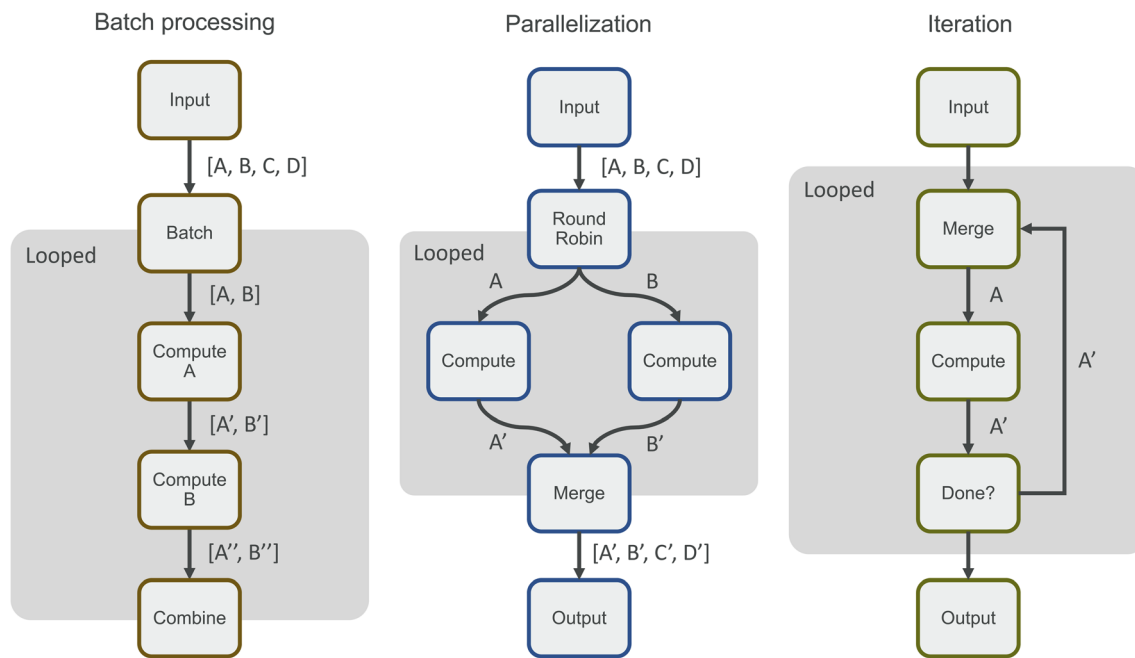 Batch processing
Input
[A, B, C, D]
Batch
Looped
[A, B]
Compute
A
[A’, B’]
Compute
B
[A’’, B’’]
Combine
Parallelization
Input
[A, B, C, D]
Round
Robin
Looped
A
B
Compute
Compute
A’
B’
Merge
[A’, B’, C’, D’]
Output
Iteration
Input
Looped
Merge
A
Compute
A’
A’
Done?
Output